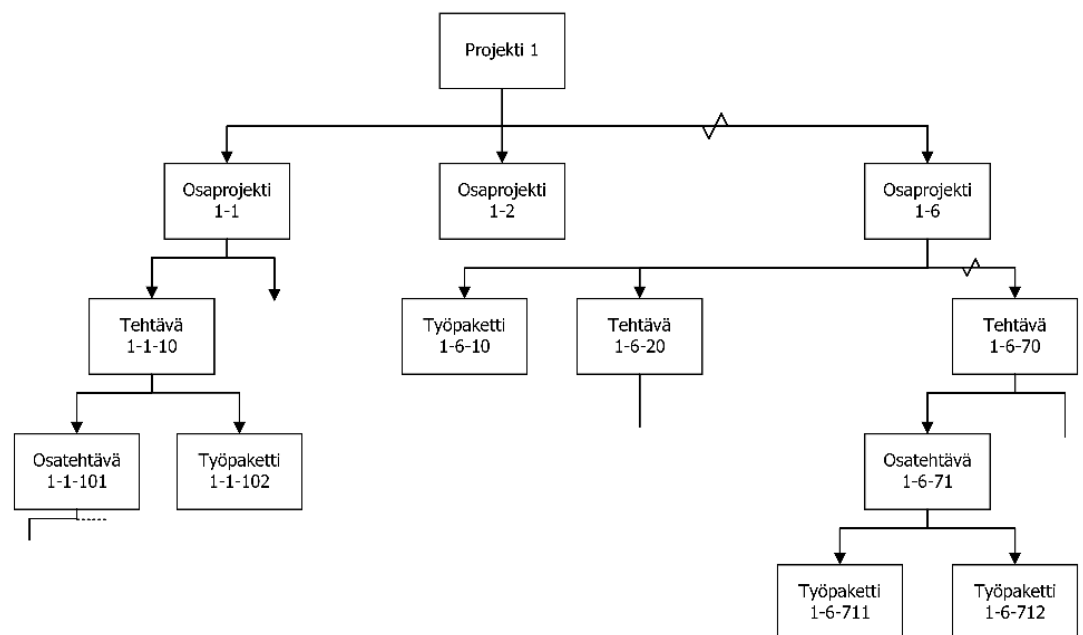 Projekti 1
Osaprojekti
1-1
Osaprojekti
1-2
Osaprojekti
1-6
Tehtävä
1-1-10
Työpaketti
1-6-10
Tehtävä
1-6-20
Tehtävä
1-6-70
Osatehtävä
1-1-101
Työpaketti
1-1-102
Osatehtävä
1-6-71
Työpaketti
1-6-711
Työpaketti
1-6-712